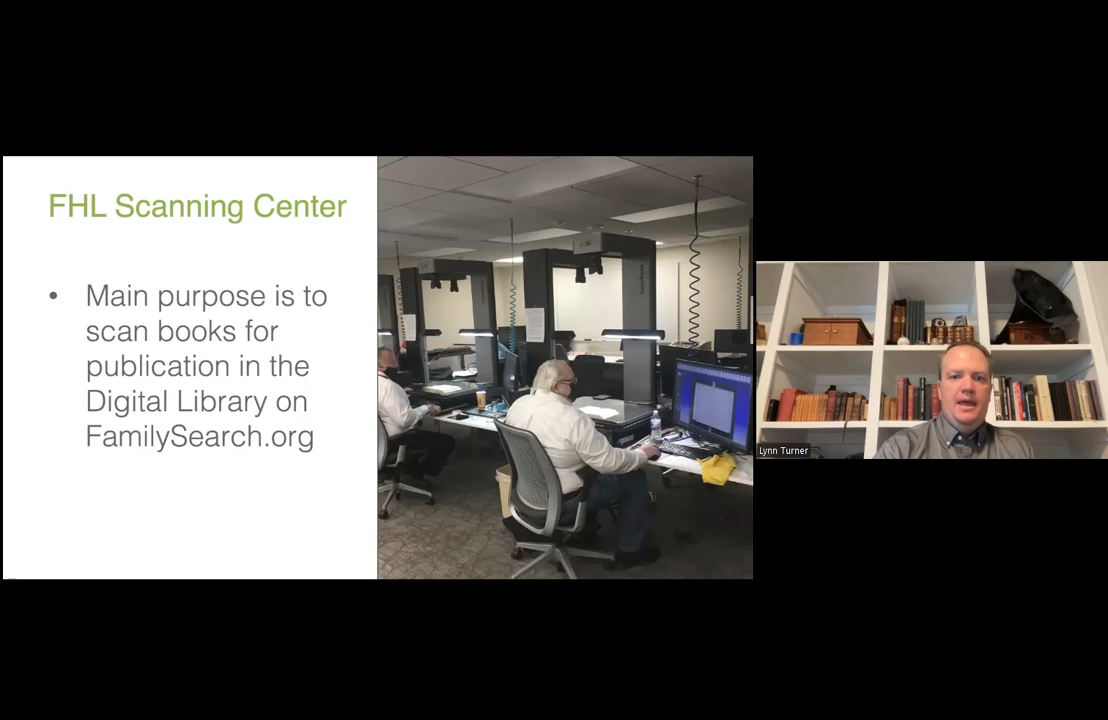 FHL Scanning Center
• Main purpose is to
scan books for
publication in the
Digital Library on
FamilySearch.org
Lynn Turner